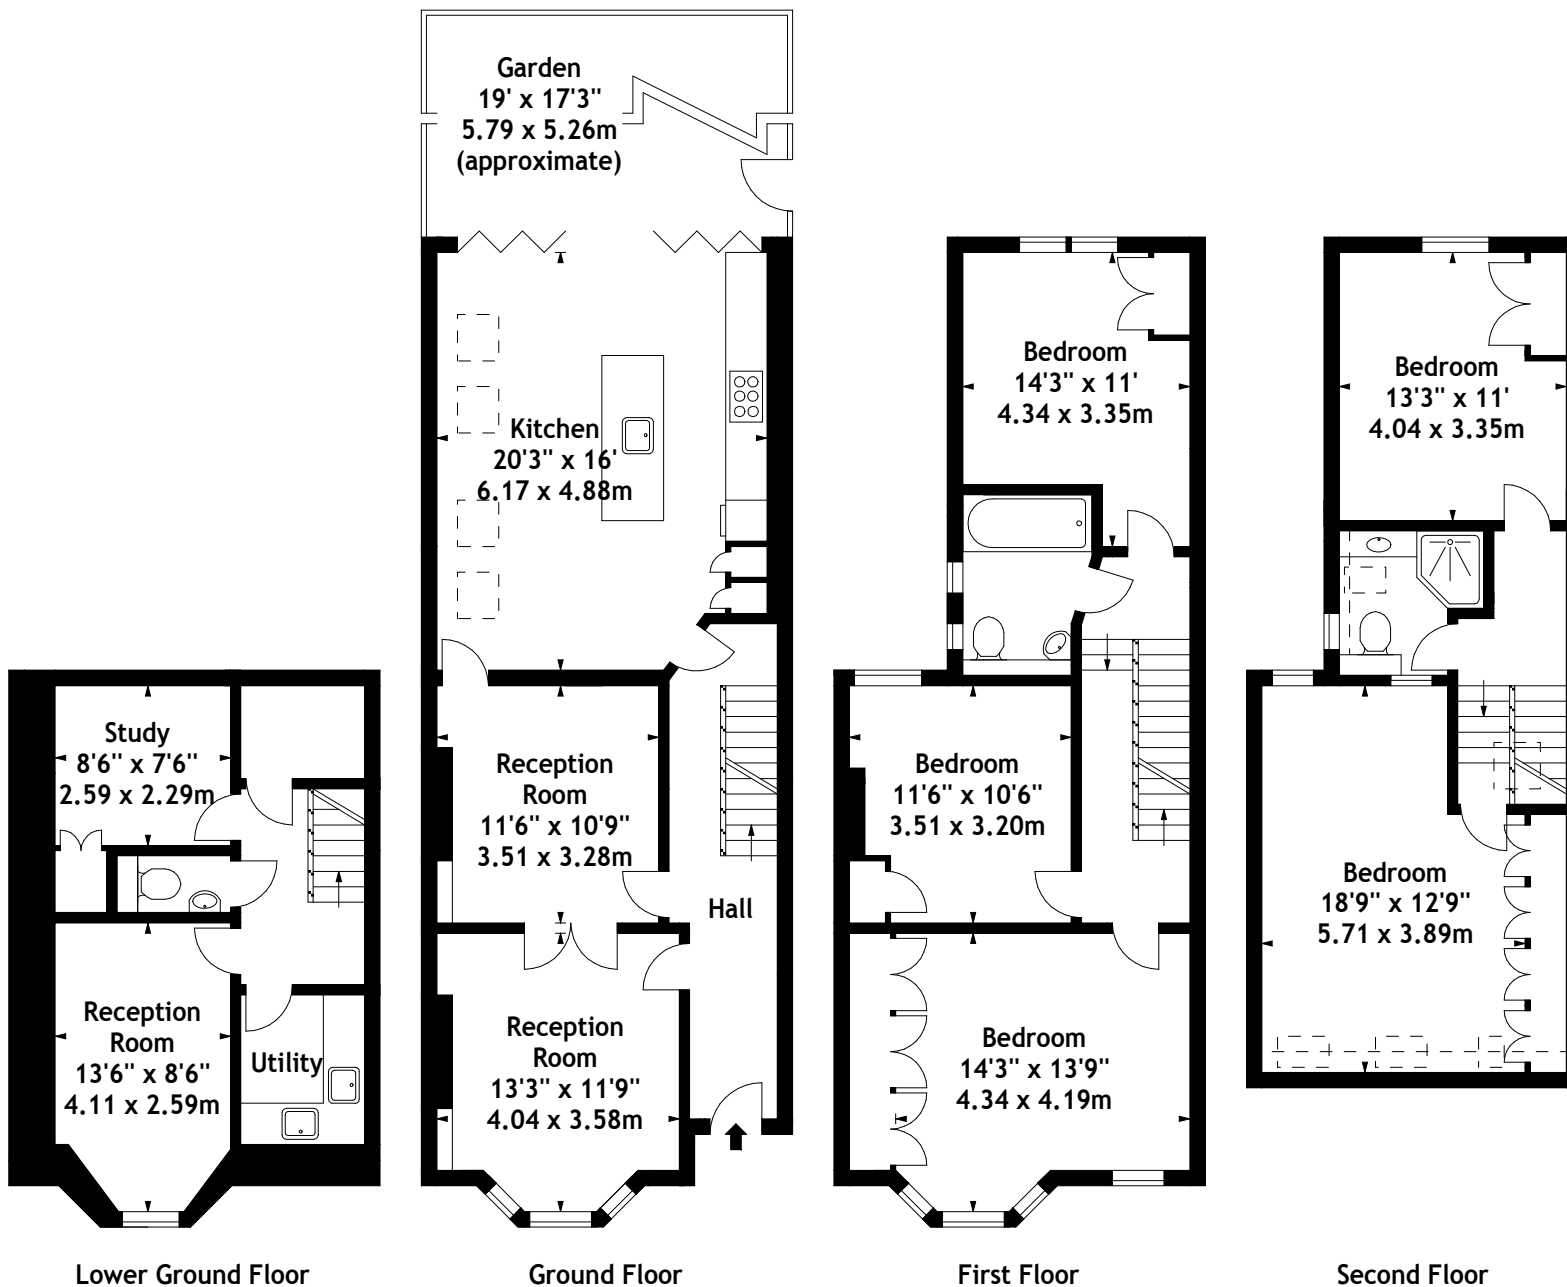 Garden
19' x 17'3"
5.79 x 5.26m
(approximate)
Kitchen
20'3" x 16'
6.17 x 4.88m
Bedroom
14'3" x 11'
4.34 x 3.35m
Bedroom
13'3" x 11'
4.04 x 3.35m
Study
8'6" x 7'6"
2.59 x 2.29m
Reception
Room
11'6" x 10'9"
3.51 x 3.28m
Hall
Bedroom
11'6" x 10'6"
3.51 x 3.20m
Bedroom
18'9" x 12'9"
5.71 x 3.89m
Reception
Room
13'6" x 8'6"
4.11 x 2.59m
Utility
Reception
Room
13'3" x 11'9"
4.04 x 3.58m
Bedroom
14'3" x 13'9"
4.34 x 4.19m
Lower Ground Floor
Ground Floor
First Floor
Second Floor